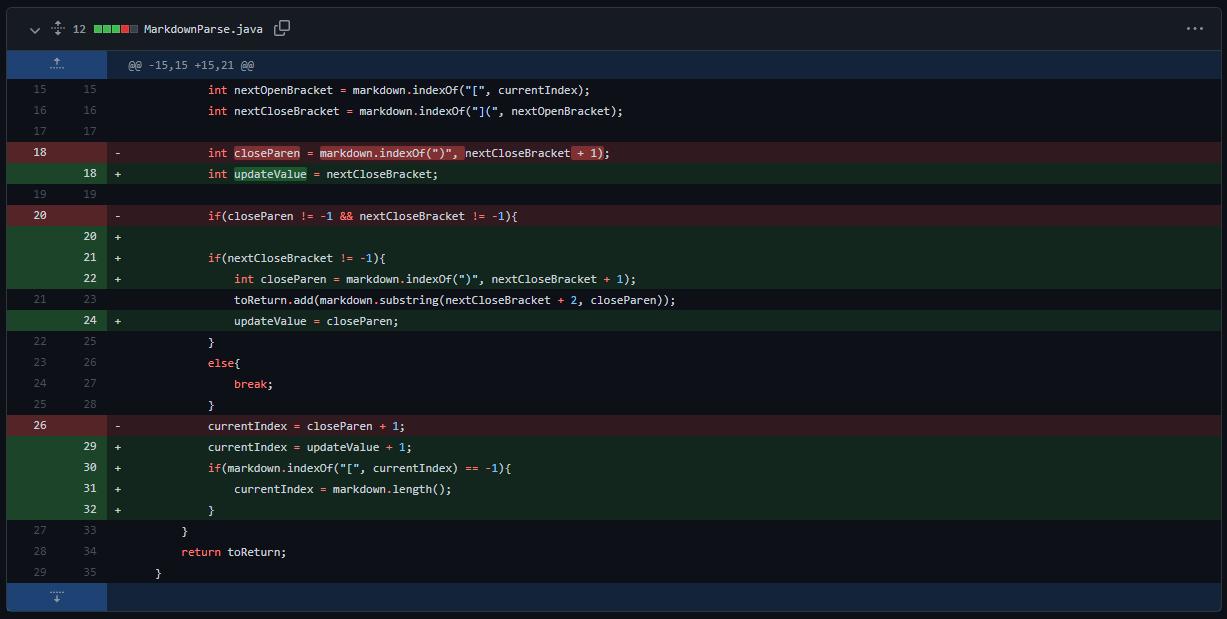 12 MarkdownParse.java
@@ -15,15 +15,21 @@
15 15 int nextOpenBracket = markdown.indexOf("[", currentIndex);
16 16 int nextCloseBracket = markdown.indexOf("](", nextOpenBracket);
17 17
18 - int closeParen = markdown.indexOf(")", nextCloseBracket + 1);
18 + int updateValue = nextCloseBracket;
19 19
20 - if(closeParen != -1 && nextCloseBracket != -1){
20 +
21 + if(nextCloseBracket != -1){
22 + int closeParen = markdown.indexOf(")", nextCloseBracket + 1);
21 23 toReturn.add(markdown.substring(nextCloseBracket + 2, closeParen));
24 + updateValue = closeParen;
22 25 }
23 26 else{
24 27 break;
25 28 }
26 - currentIndex = closeParen + 1;
29 + currentIndex = updateValue + 1;
30 + if(markdown.indexOf("[", currentIndex) == -1){
31 + currentIndex = markdown.length();
32 + }
27 33 }
28 34 return toReturn;
29 35 }